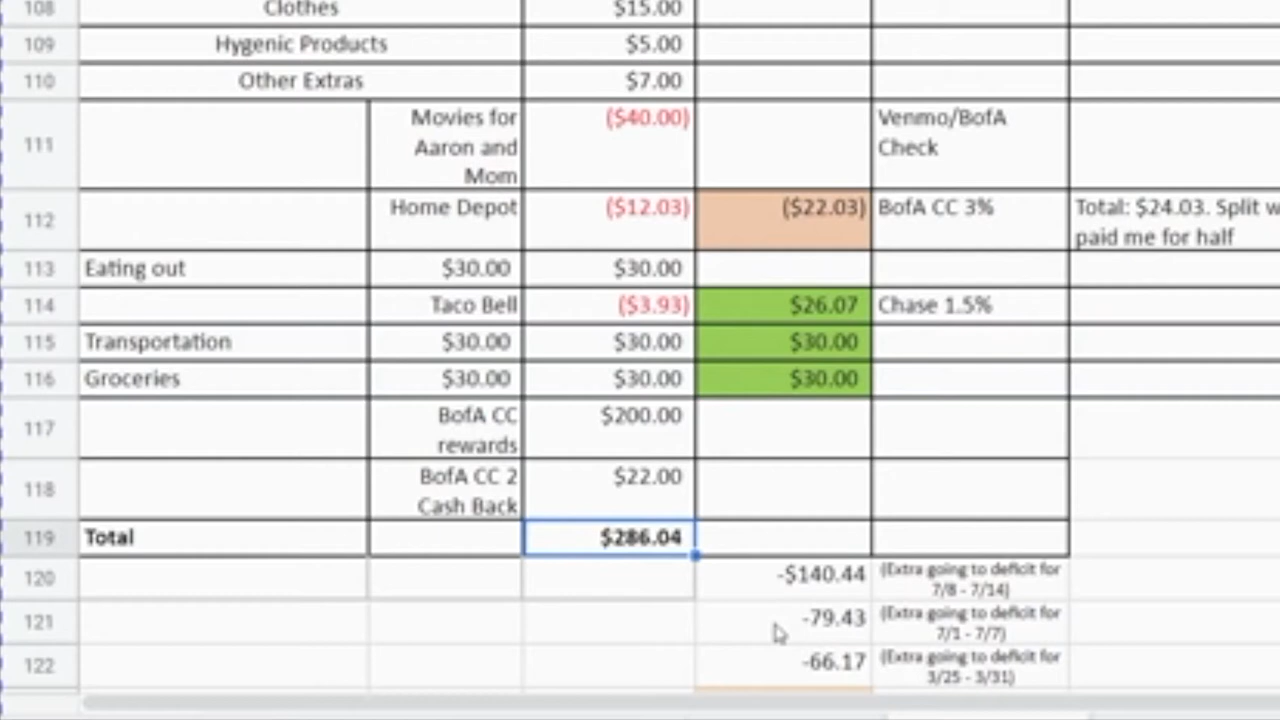 108 Clothes $15.00
109 Hygenic Products $5.00
110 Other Extras $7.00
111 Movies for Aaron and Mom ($40.00) Venmo/BofA Check
112 Home Depot ($12.03) ($22.03) BofA CC 3% Total: $24.03. Split w paid me for half
113 Eating out $30.00 $30.00
114 Taco Bell ($3.93) $26.07 Chase 1.5%
115 Transportation $30.00 $30.00 $30.00
116 Groceries $30.00 $30.00 $30.00
117 BofA CC rewards $200.00
118 BofA CC 2 Cash Back $22.00
119 Total $286.04
120 -$140.44 (Extra going to deficit for 7/8 - 7/14)
121 -79.43 (Extra going to deficit for 7/1 - 7/7)
122 -66.17 (Extra going to deficit for 3/25 - 3/31)